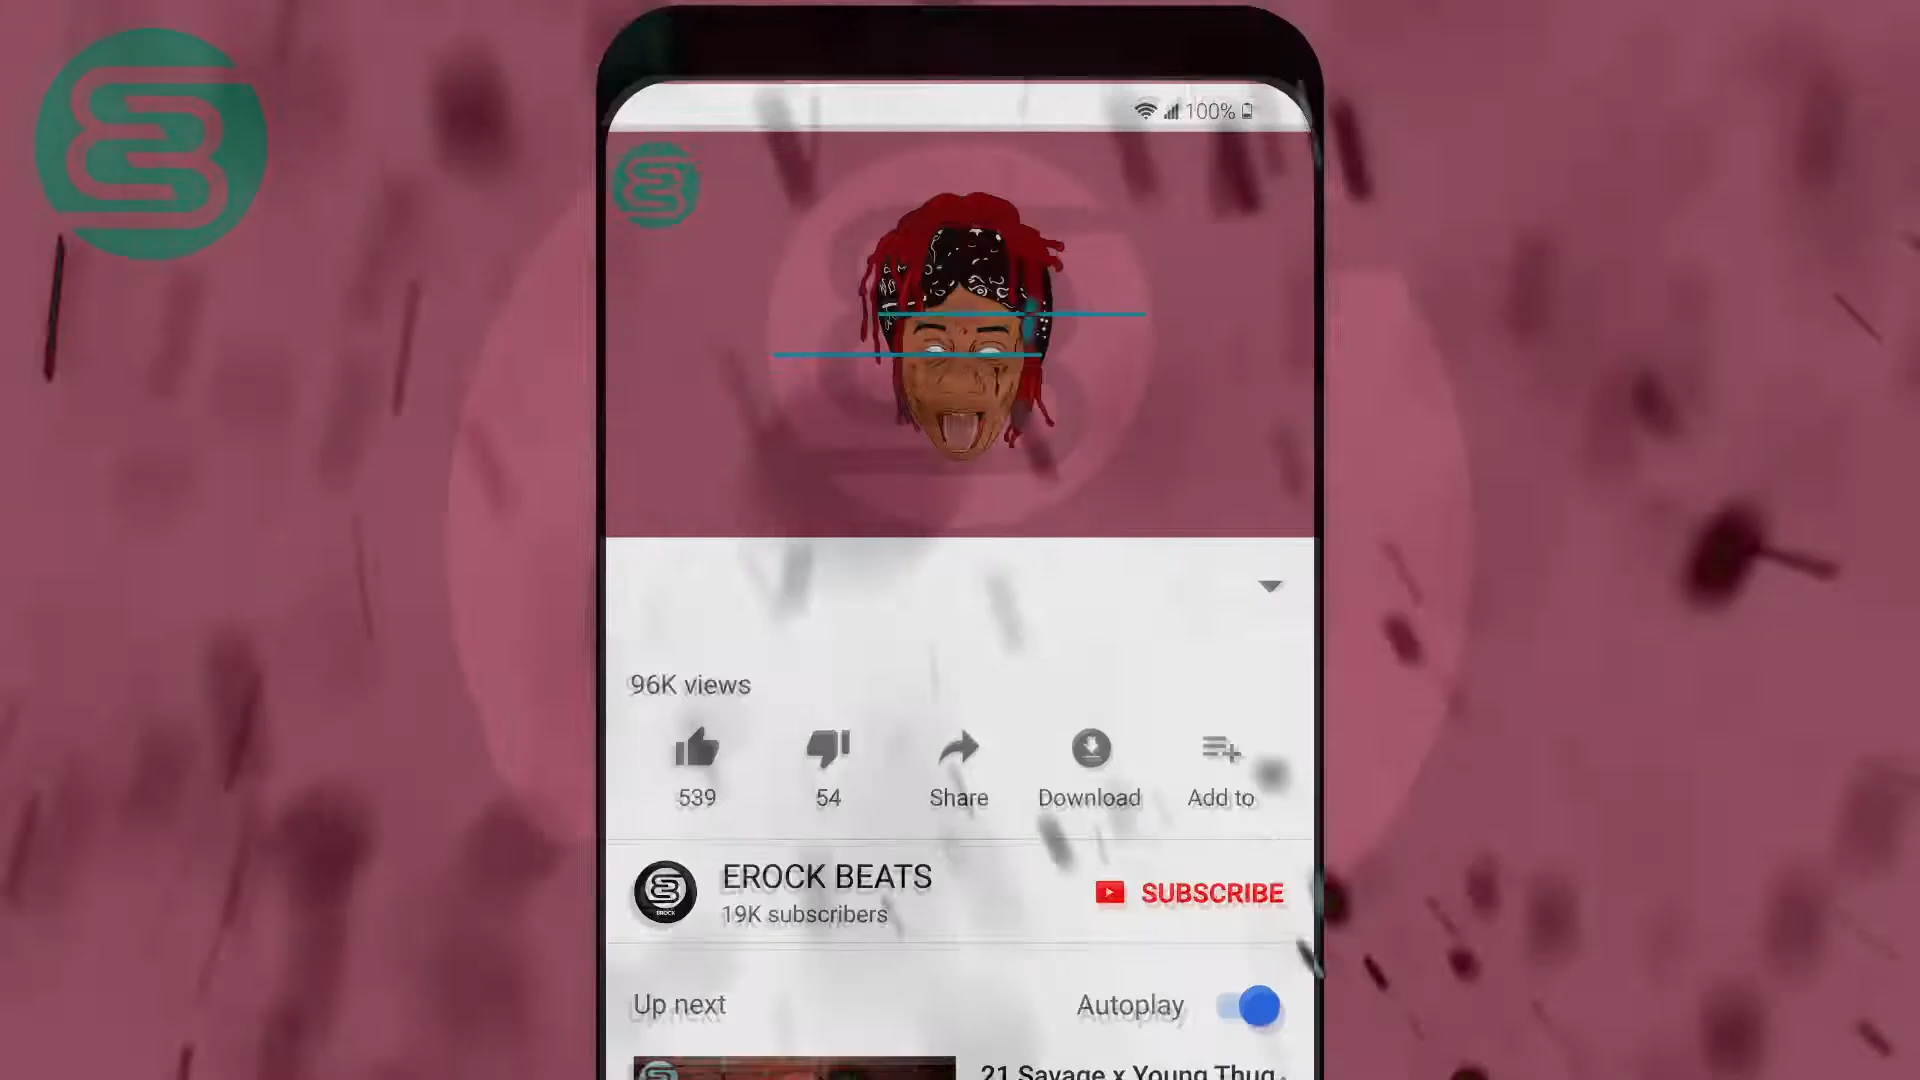 100%
96K views
539
54
Share
Download
Add to
EROCK BEATS
19K subscribers
SUBSCRIBE
EROCK
Up next
Autoplay
21 Savage x Young Thug